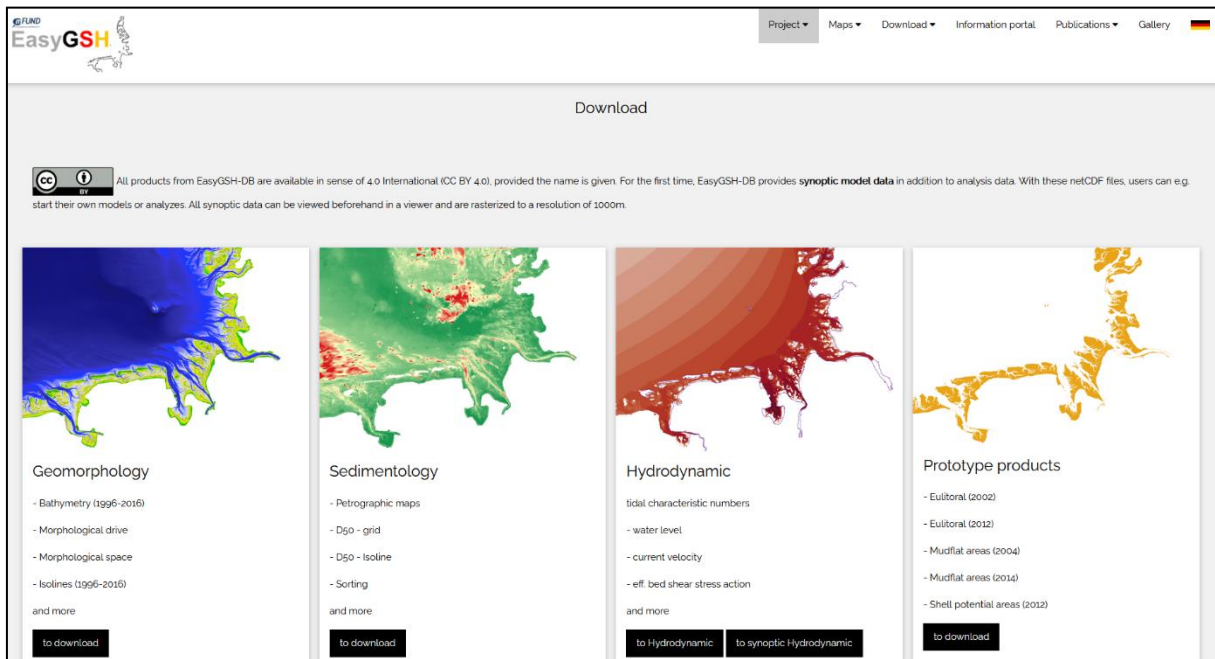 mFUND
EasyGSH
Project Maps Download Information portal Publications Gallery
Download
CC BY All products from EasyGSH-DB are available in sense of 4.0 International (CC BY 4.0), provided the name is given. For the first time, EasyGSH-DB provides synoptic model data in addition to analysis data. With these netCDF files, users can e.g.
start their own models or analyzes. All synoptic data can be viewed beforehand in a viewer and are rasterized to a resolution of 1000m.
Geomorphology
- Bathymetry (1996-2016)
- Morphological drive
- Morphological space
- Isolines (1996-2016)
and more
to download
Sedimentology
- Petrographic maps
- D50 - grid
- D50 - Isoline
- Sorting
and more
to download
Hydrodynamic
tidal characteristic numbers
- water level
- current velocity
- eff. bed shear stress action
and more
to Hydrodynamic to synoptic Hydrodynamic
Prototype products
- Eulitoral (2002)
- Eulitoral (2012)
- Mudflat areas (2004)
- Mudflat areas (2014)
- Shell potential areas (2012)
to download